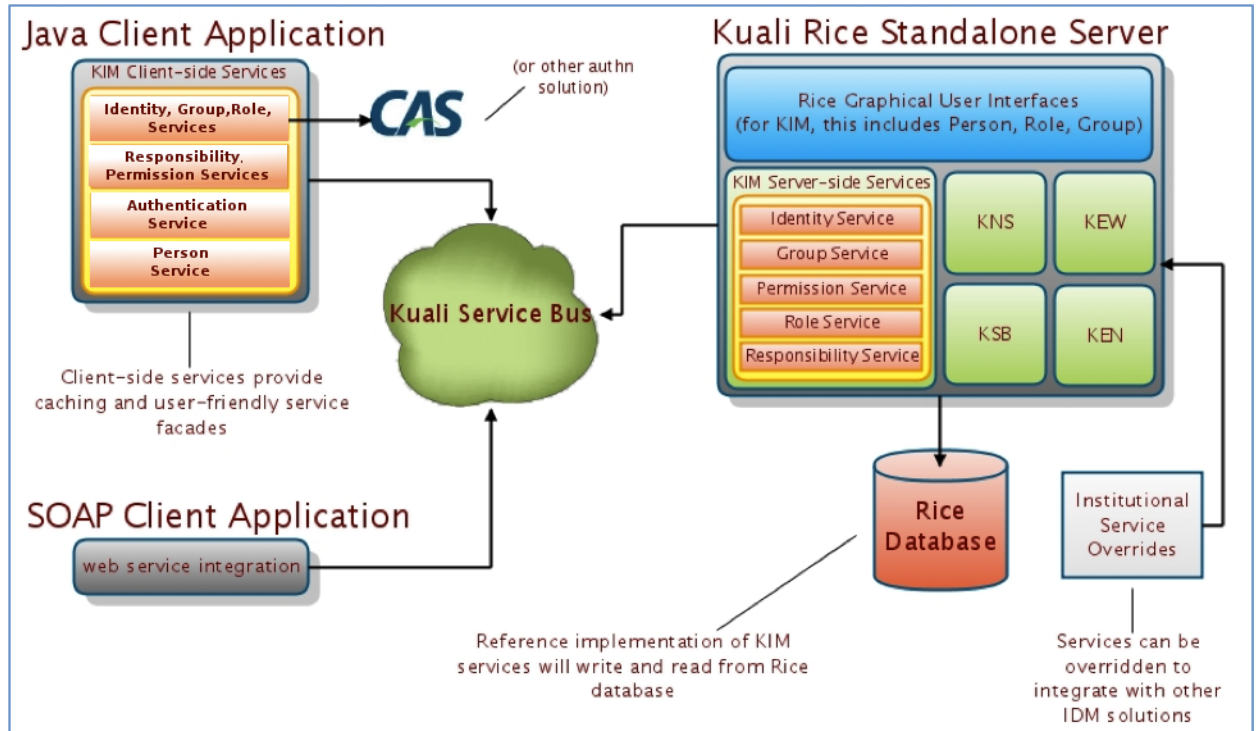 Java Client Application
KIM Client-side Services
Identity, Group,Role,
Services
Responsibility,
Permission Services
Authentication
Service
Person
Service
CAS
(or other authn
solution)
Client-side services provide
caching and user-friendly service
facades
Kuali Service Bus
SOAP Client Application
web service integration
Kuali Rice Standalone Server
Rice Graphical User Interfaces
(for KIM, this includes Person, Role, Group)
KIM Server-side Services
Identity Service
Group Service
Permission Service
Role Service
Responsibility Service
KNS
KEW
KSB
KEN
Rice
Database
Institutional
Service
Overrides
Reference implementation of KIM
services will write and read from Rice
database
Services can be
overridden to
integrate with other
IDM solutions